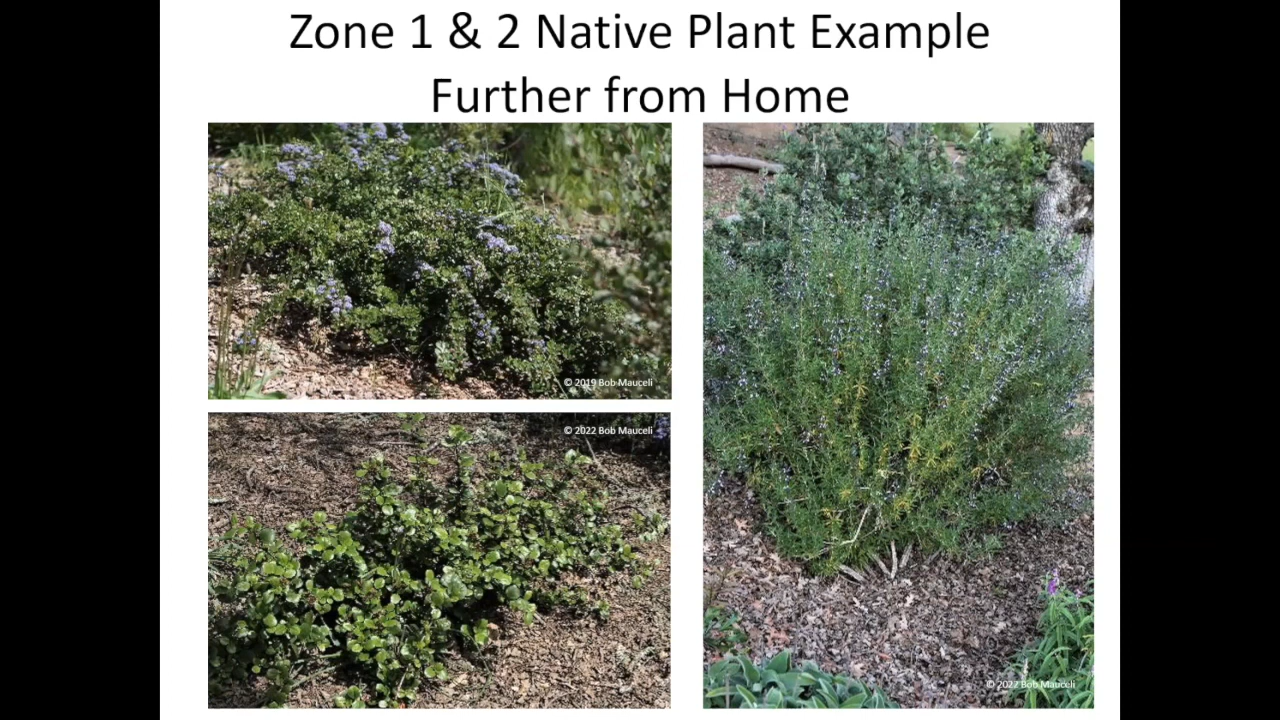 Zone 1 & 2 Native Plant Example
Further from Home
© 2019 Bob Mauceli
© 2022 Bob Mauceli
© 2022 Bob Mauceli